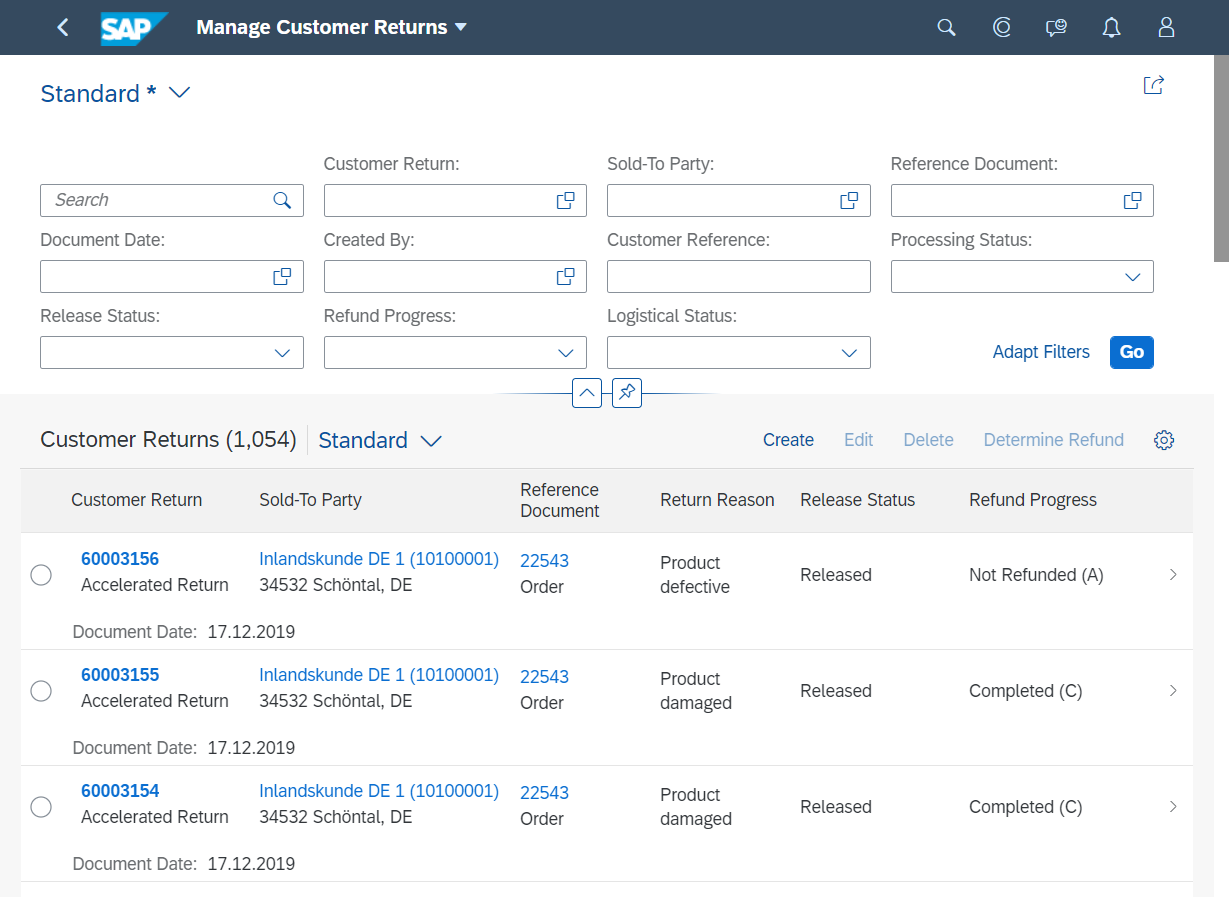 SAP Manage Customer Returns
Standard *
Customer Return: Sold-To Party: Reference Document:
Search
Document Date: Created By: Customer Reference: Processing Status:
Release Status: Refund Progress: Logistical Status:
Adapt Filters Go
Customer Returns (1,054) Standard Create Edit Delete Determine Refund
Customer Return Sold-To Party Reference Document Return Reason Release Status Refund Progress
60003156 Inlandskunde DE 1 (10100001) 22543 Product defective Released Not Refunded (A)
Accelerated Return 34532 Schöntal, DE Order
Document Date: 17.12.2019
60003155 Inlandskunde DE 1 (10100001) 22543 Product damaged Released Completed (C)
Accelerated Return 34532 Schöntal, DE Order
Document Date: 17.12.2019
60003154 Inlandskunde DE 1 (10100001) 22543 Product damaged Released Completed (C)
Accelerated Return 34532 Schöntal, DE Order
Document Date: 17.12.2019